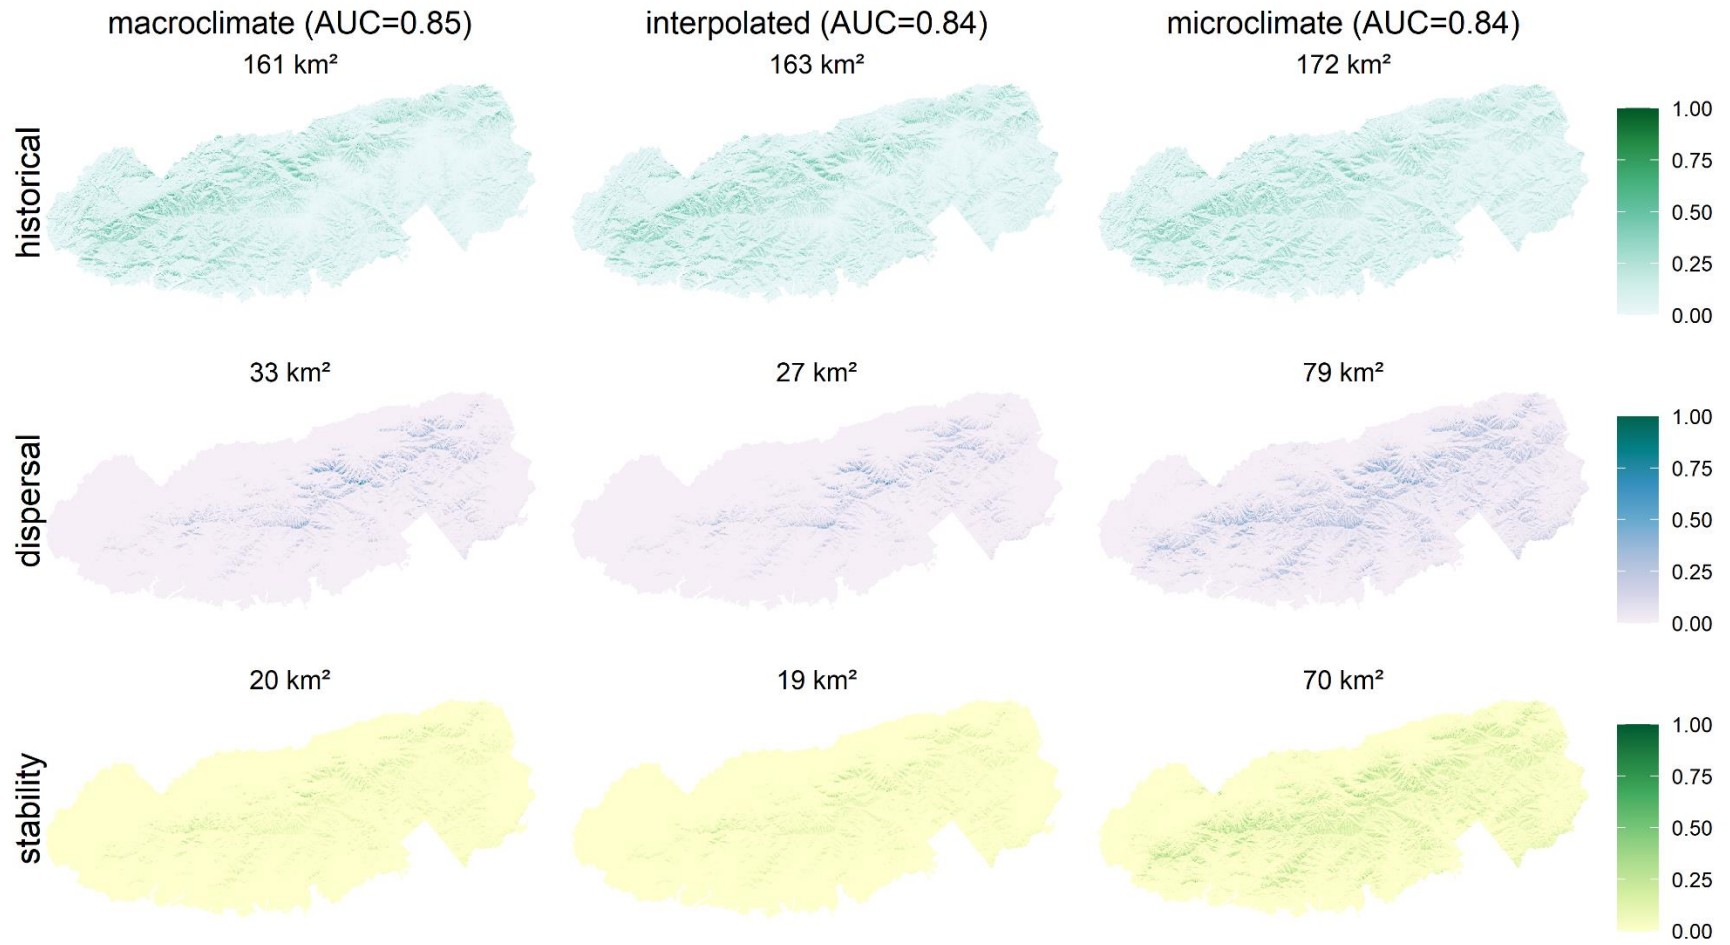 macroclimate (AUC=0.85)
interpolated (AUC=0.84)
microclimate (AUC=0.84)
161 km²
163 km²
172 km²
historical
1.00
0.75
0.50
0.25
0.00
33 km²
27 km²
79 km²
dispersal
1.00
0.75
0.50
0.25
0.00
20 km²
19 km²
70 km²
stability
1.00
0.75
0.50
0.25
0.00